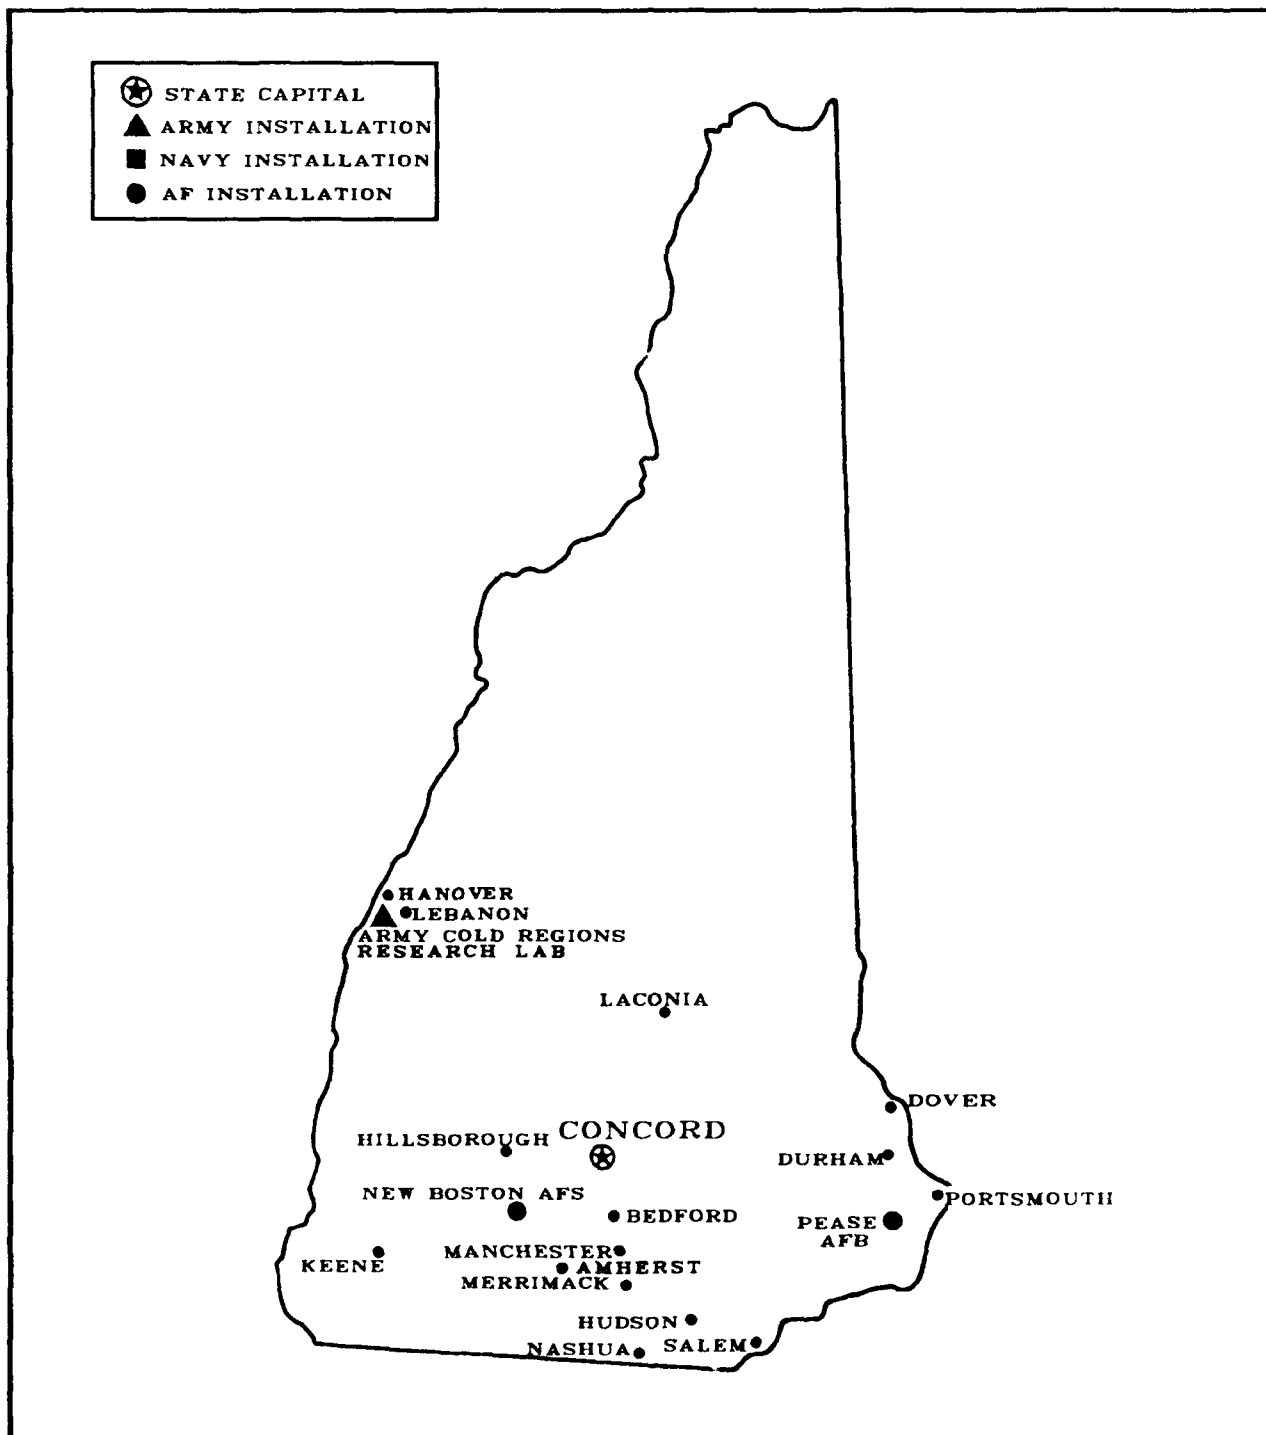 STATE CAPITAL
ARMY INSTALLATION
NAVY INSTALLATION
AF INSTALLATION
HANOVER
LEBANON
ARMY COLD REGIONS
RESEARCH LAB
LACONIA
DOVER
HILLSBOROUGH
CONCORD
DURHAM
NEW BOSTON AFS
PORTSMOUTH
BEDFORD
PEASE
AFB
KEENE
MANCHESTER
AMHERST
MERRIMACK
HUDSON
NASHUA
SALEM